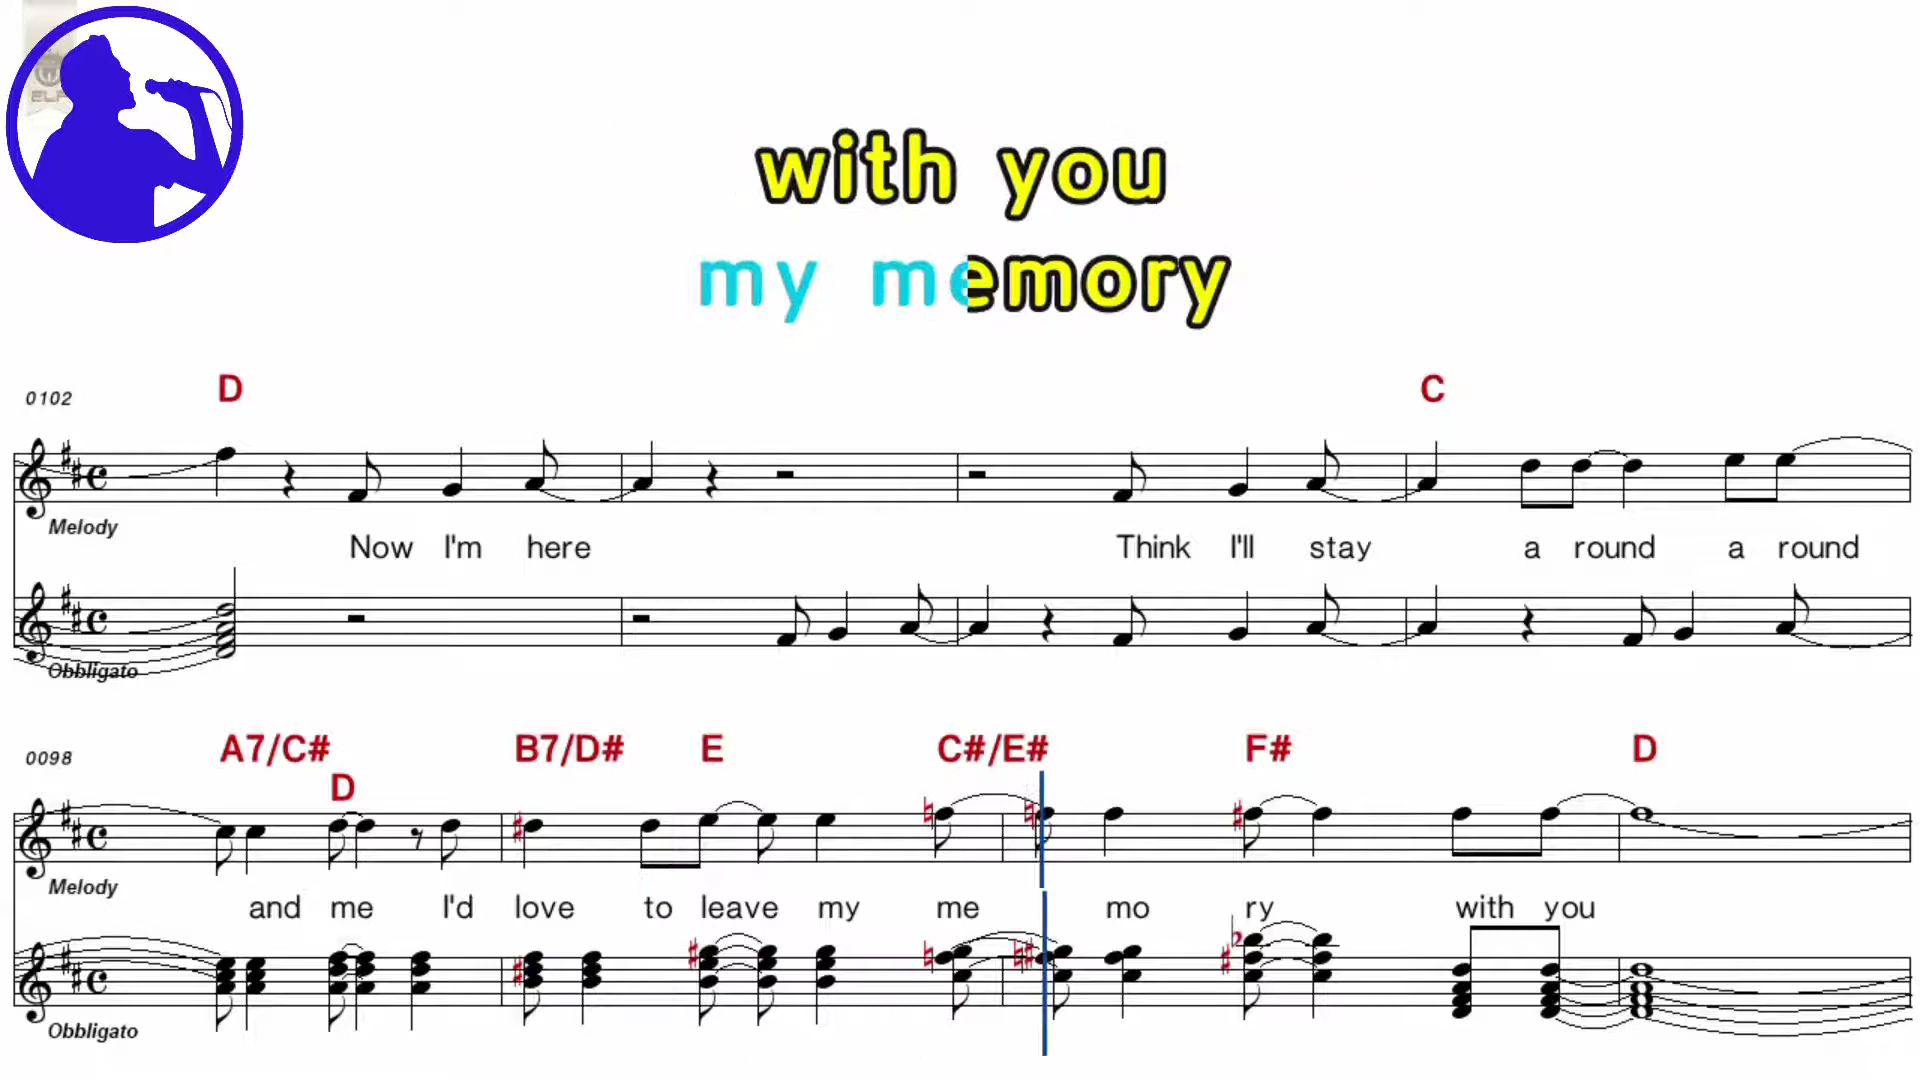 ELF
with you
my memory
0102 D C
Melody
Now I'm here Think I'll stay a round a round
Obbligato
0098 A7/C# B7/D# E C#/E# F# D
D
Melody
and me I'd love to leave my me mo ry with you
Obbligato